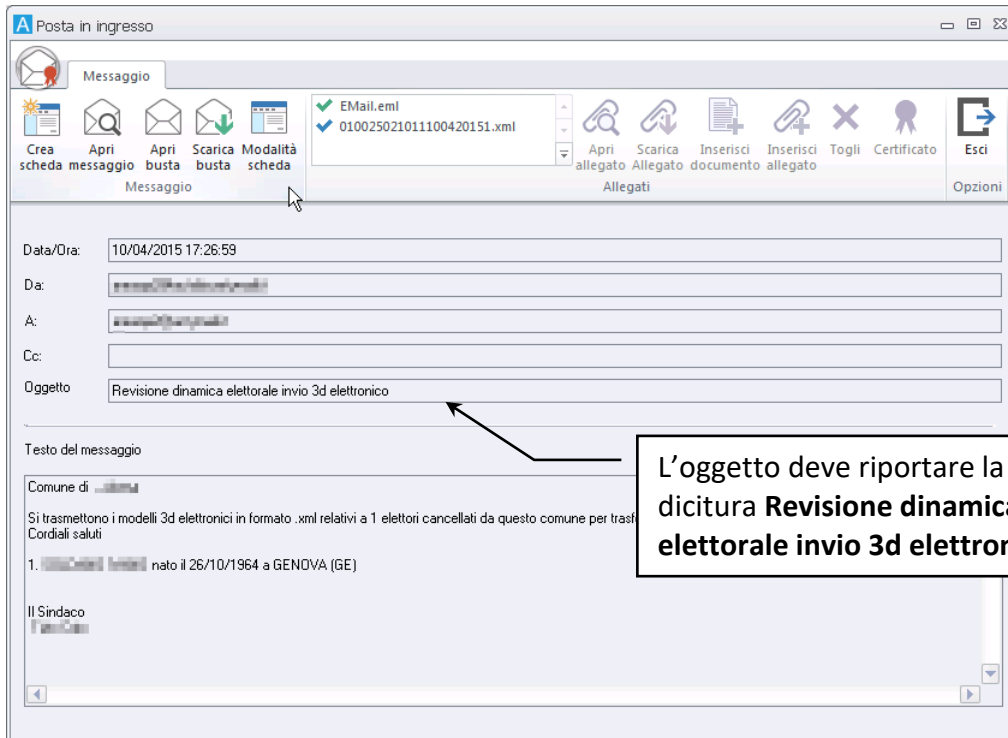 Posta in ingresso
Messaggio
Crea scheda
Apri messaggio
Apri busta
Scarica busta
Modalità scheda
Messaggio
EMail.eml
010025021011100420151.xml
Apri allegato
Scarica Allegato
Inserisci documento
Inserisci allegato
Togli
Certificato
Allegati
Esci
Opzioni
Data/Ora: 10/04/2015 17:26:59
Da:
A:
Cc:
Oggetto Revisione dinamica elettorale invio 3d elettronico
Testo del messaggio
Comune di
Si trasmettono i modelli 3d elettronici in formato .xml relativi a 1 elettori cancellati da questo comune per trasf
Cordiali saluti
1. nato il 26/10/1964 a GENOVA (GE)
Il Sindaco
L’oggetto deve riportare la
dicitura Revisione dinamica
elettorale invio 3d elettron